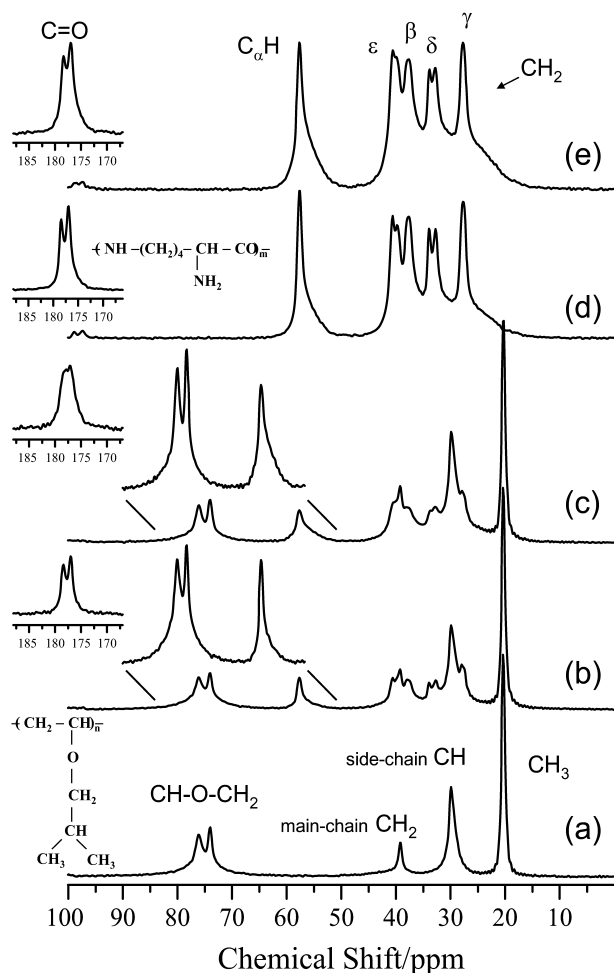 C=O
CαH
ε
β
δ
γ
CH2
185 180 175 170
(e)
-( NH –(CH2)4– CH – CO)m–
NH2
185 180 175 170
(d)
185 180 175 170
(c)
185 180 175 170
(b)
-( CH2 – CH)n–
O
CH2
CH
CH3 CH3
CH-O-CH2
main-chain CH2
side-chain CH
CH3
(a)
100 90 80 70 60 50 40 30 20 10
Chemical Shift/ppm